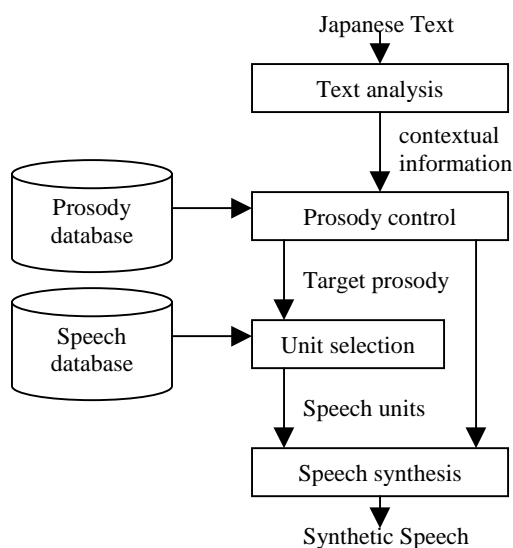 Japanese Text
Text analysis
contextual
information
Prosody
database
Prosody control
Target prosody
Speech
database
Unit selection
Speech units
Speech synthesis
Synthetic Speech